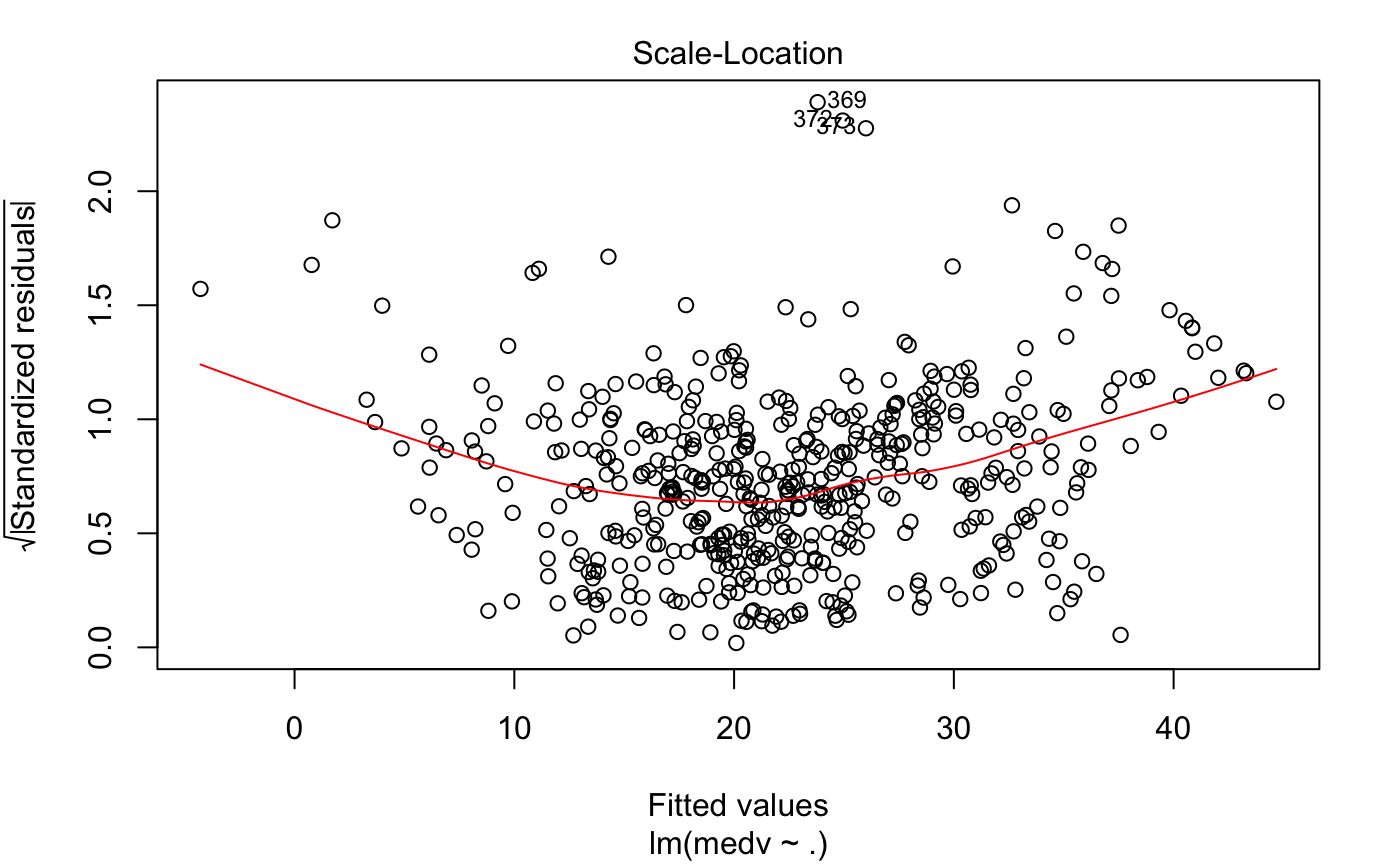 Scale-Location
369
372
373
√|Standardized residuals|
2.0
1.5
1.0
0.5
0.0
0 10 20 30 40
Fitted values
lm(medv ~ .)